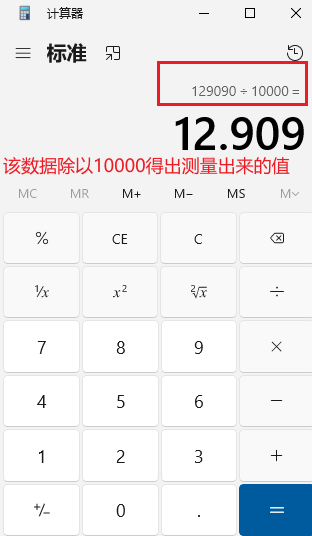 计算器
标准
129090 ÷ 10000 =
12.909
该数据除以10000得出测量出来的值
MC MR M+ M− MS M
% CE C
¹/x x² ²√x ÷
7 8 9 ×
4 5 6 −
1 2 3 +
+/− 0 . =